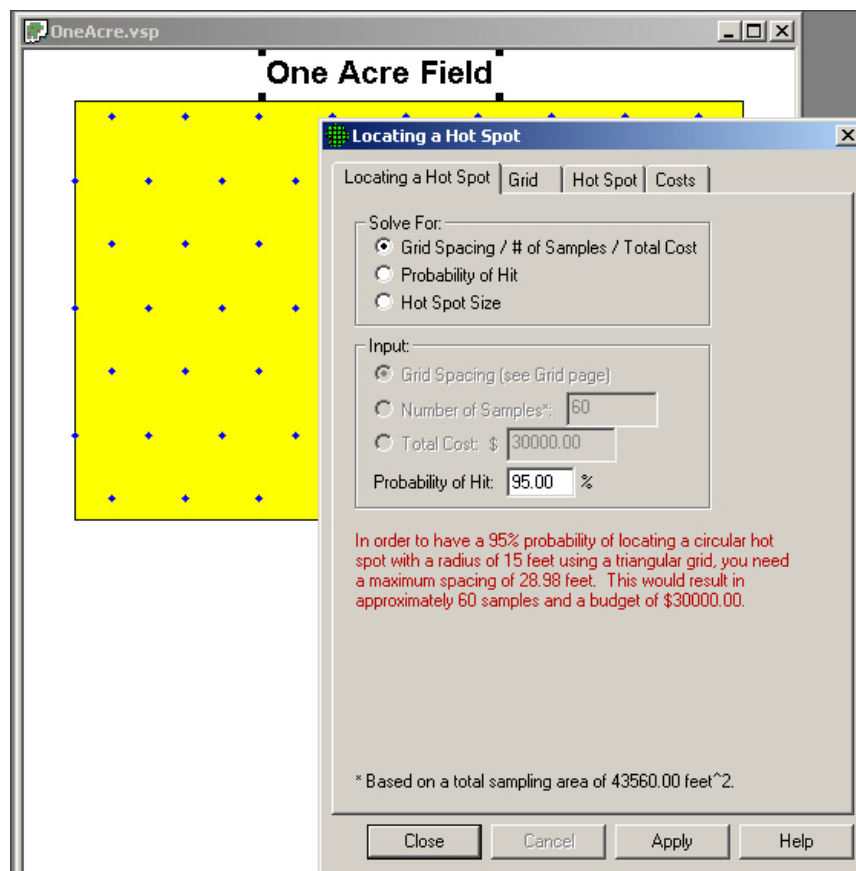 OneAcre.vsp
One Acre Field
Locating a Hot Spot
Locating a Hot Spot Grid Hot Spot Costs
Solve For:
Grid Spacing / # of Samples / Total Cost
Probability of Hit
Hot Spot Size
Input:
Grid Spacing (see Grid page)
Number of Samples*: 60
Total Cost: $ 30000.00
Probability of Hit: 95.00 %
In order to have a 95% probability of locating a circular hot
spot with a radius of 15 feet using a triangular grid, you need
a maximum spacing of 28.98 feet. This would result in
approximately 60 samples and a budget of $30000.00.
* Based on a total sampling area of 43560.00 feet^2.
Close Cancel Apply Help